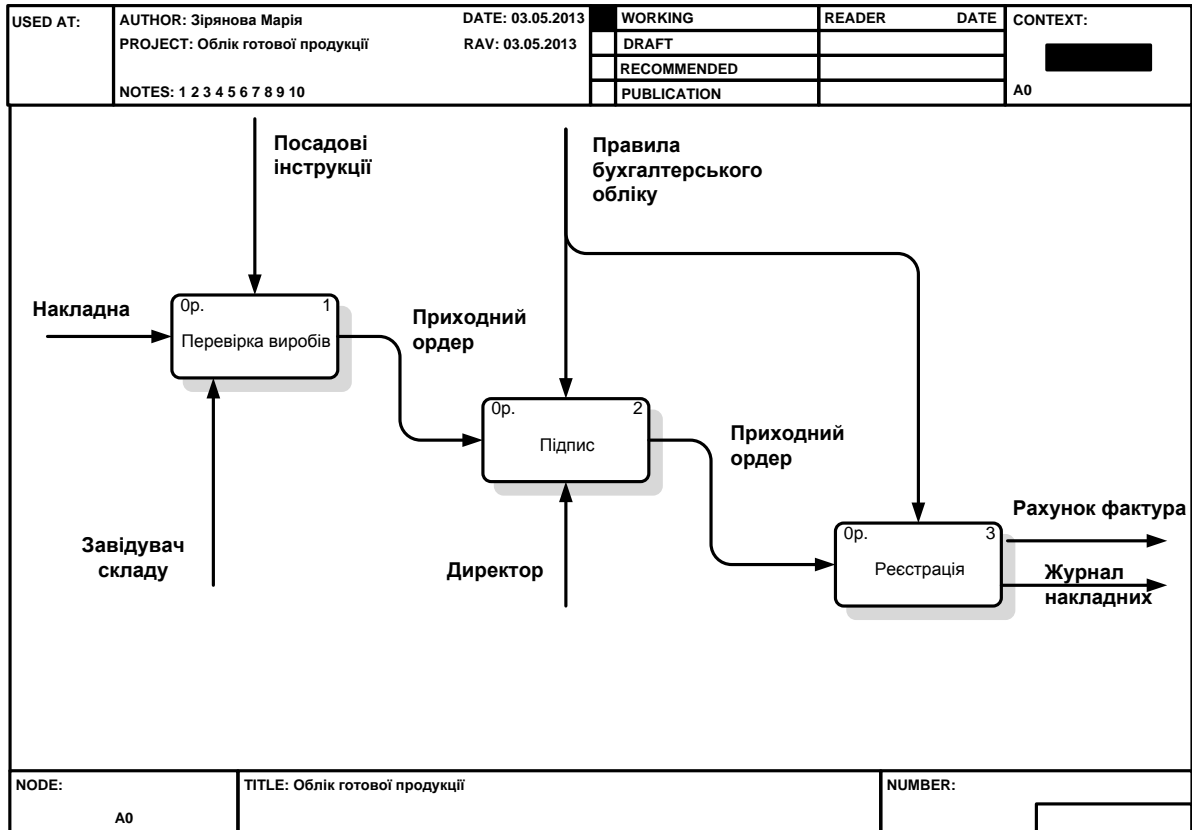 USED AT:
AUTHOR: Зірянова Марія
DATE: 03.05.2013
PROJECT: Облік готової продукції
RAV: 03.05.2013
NOTES: 1 2 3 4 5 6 7 8 9 10
WORKING
DRAFT
RECOMMENDED
PUBLICATION
READER
DATE
CONTEXT:
A0
Посадові
інструкції
Правила
бухгалтерського
обліку
Накладна
0р.
1
Перевірка виробів
Приходний
ордер
0р.
2
Підпис
Приходний
ордер
Завідувач
складу
Директор
0р.
3
Реєстрація
Рахунок фактура
Журнал
накладних
NODE:
A0
TITLE: Облік готової продукції
NUMBER: